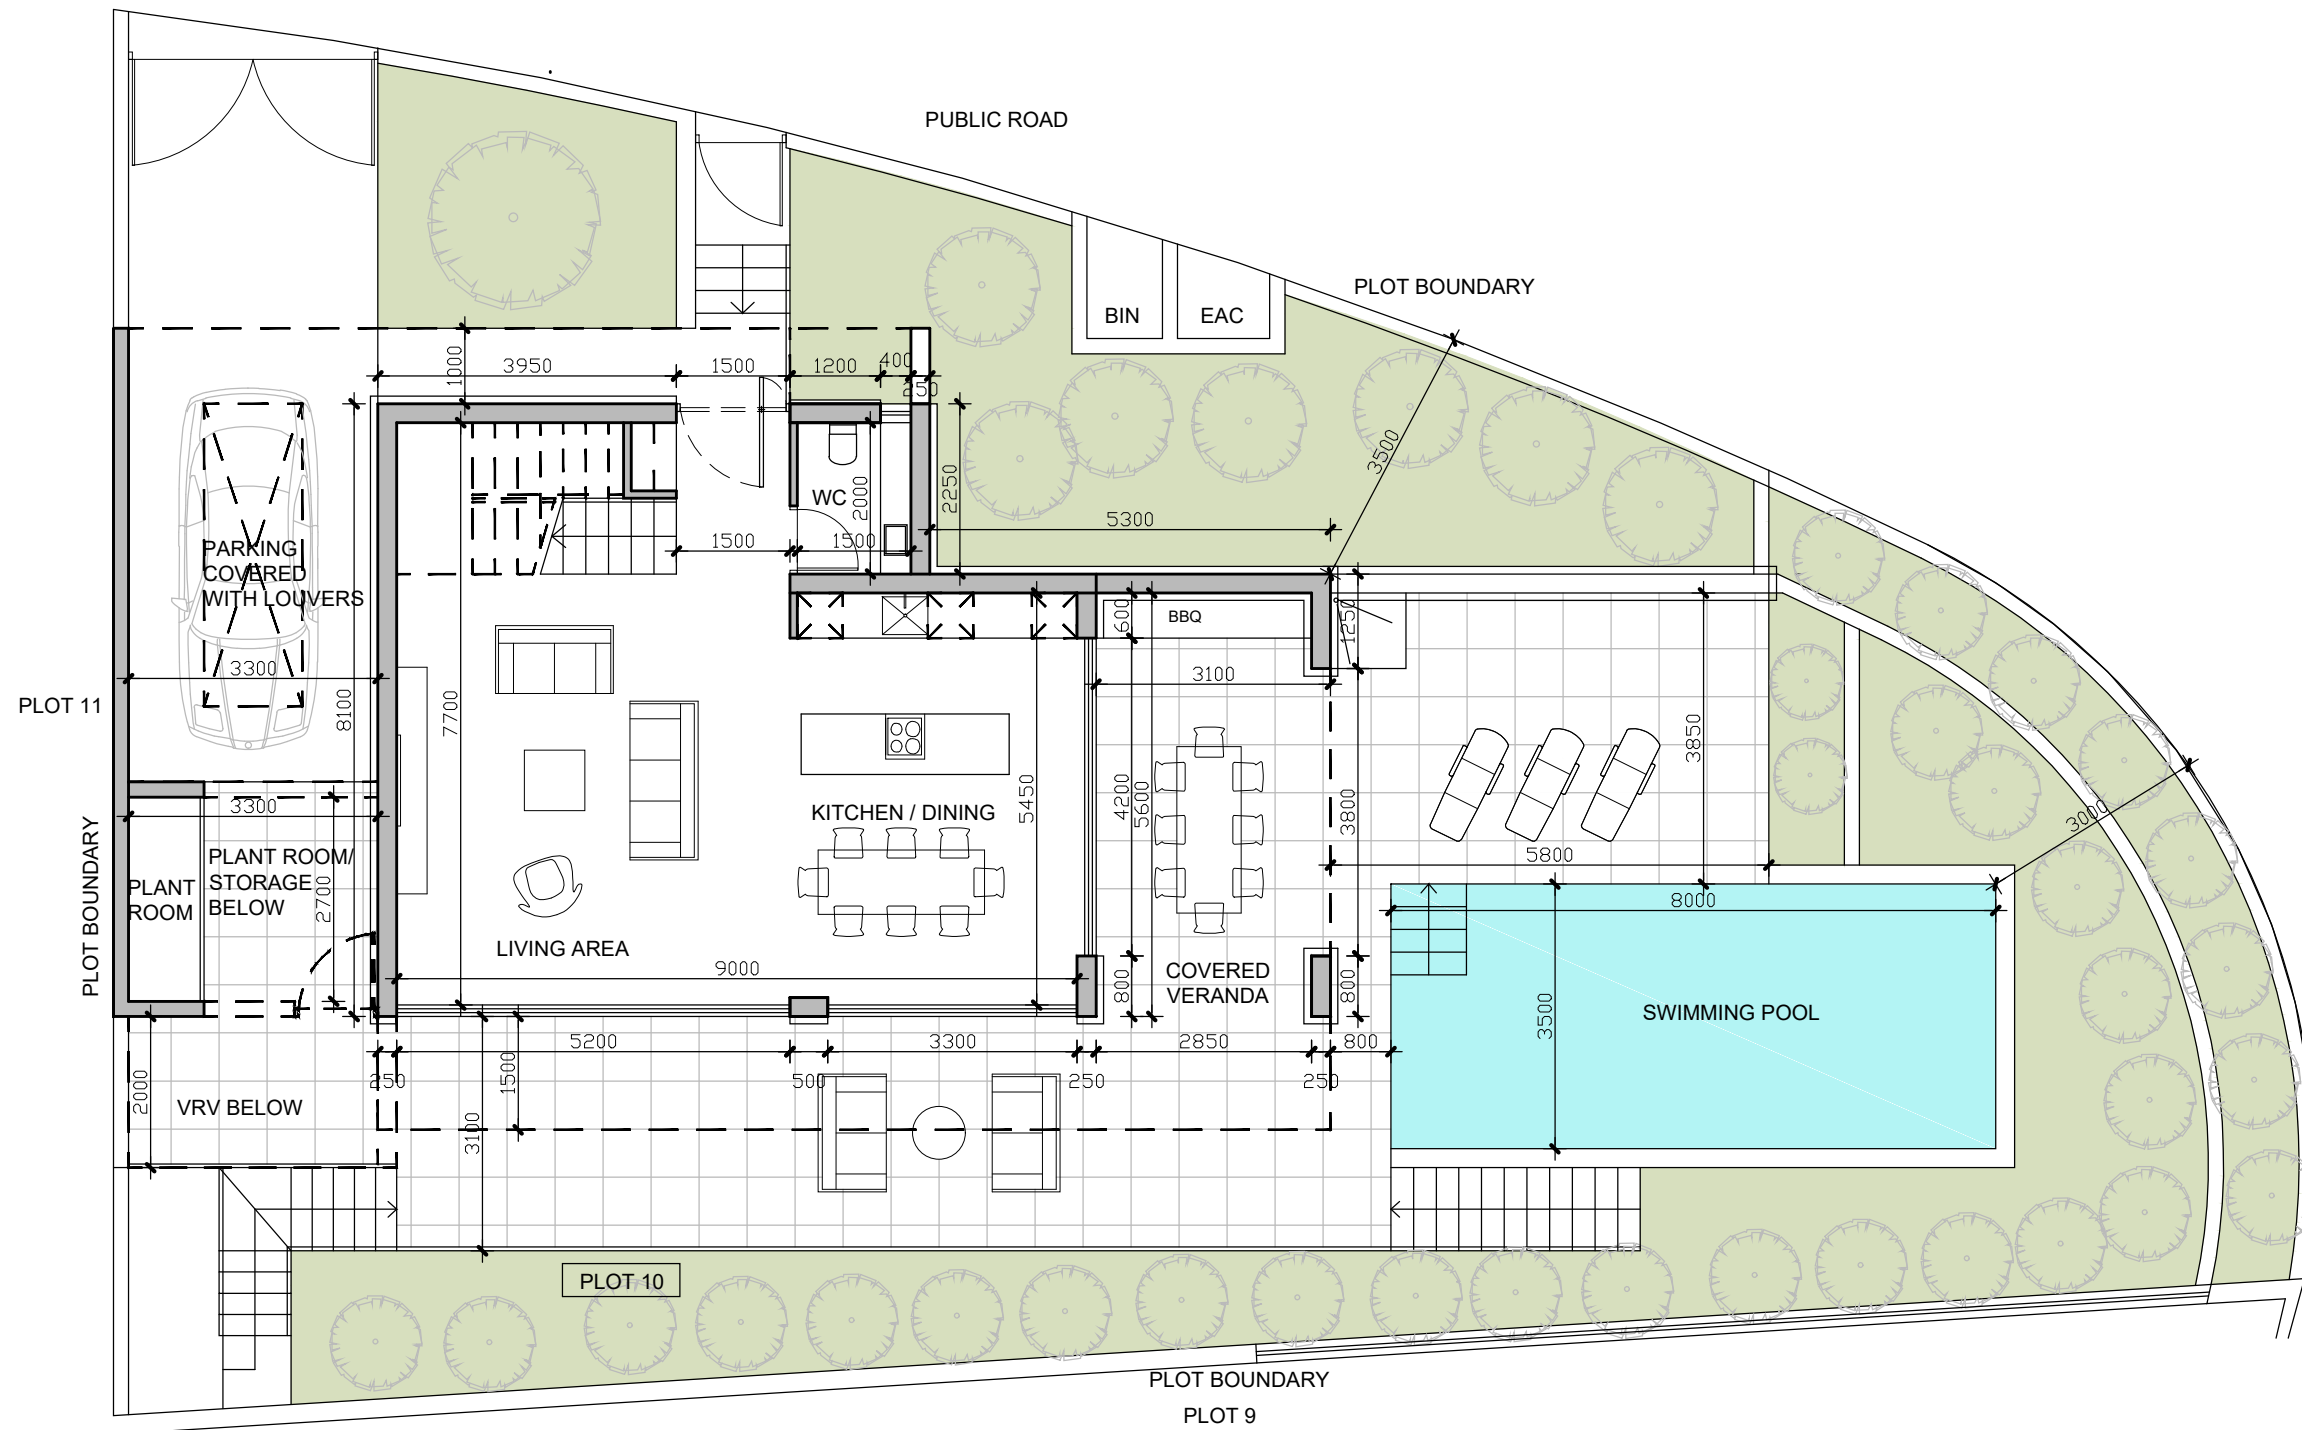 PUBLIC ROAD
PLOT BOUNDARY
BIN
EAC
1000
3950
1500
1200
400
250
3500
2250
WC
2000
5300
1500
1500
PARKING
COVERED
WITH LOUVERS
600
BBQ
1250
3300
3100
PLOT 11
8100
7700
3850
5450
4200
5600
3800
3300
KITCHEN / DINING
3000
PLANT ROOM/
STORAGE
BELOW
PLANT
ROOM
2700
5800
8000
PLOT BOUNDARY
LIVING AREA
9000
COVERED
VERANDA
800
800
SWIMMING POOL
3500
5200
3300
2850
800
250
500
250
250
1500
2000
VRV BELOW
3100
PLOT 10
PLOT BOUNDARY
PLOT 9